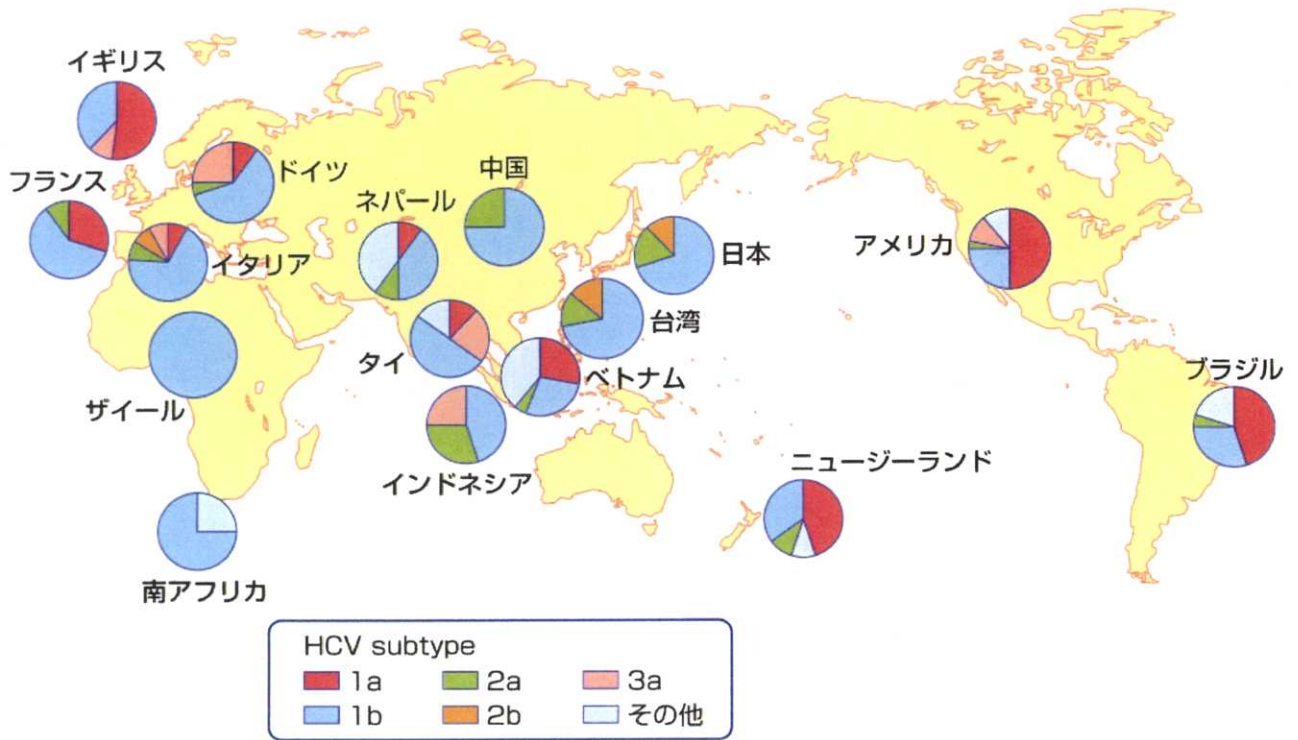 イギリス
フランス
ドイツ
イタリア
ネパール
中国
日本
台湾
タイ
ベトナム
インドネシア
ザイール
南アフリカ
アメリカ
ブラジル
ニュージーランド
HCV subtype
1a 2a 3a
1b 2b その他